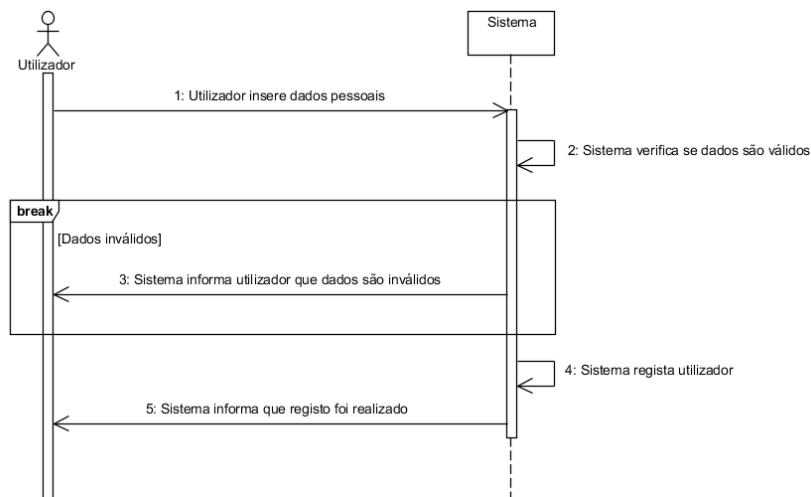 Utilizador
Sistema
1: Utilizador insere dados pessoais
2: Sistema verifica se dados são válidos
break
[Dados inválidos]
3: Sistema informa utilizador que dados são inválidos
4: Sistema regista utilizador
5: Sistema informa que registo foi realizado